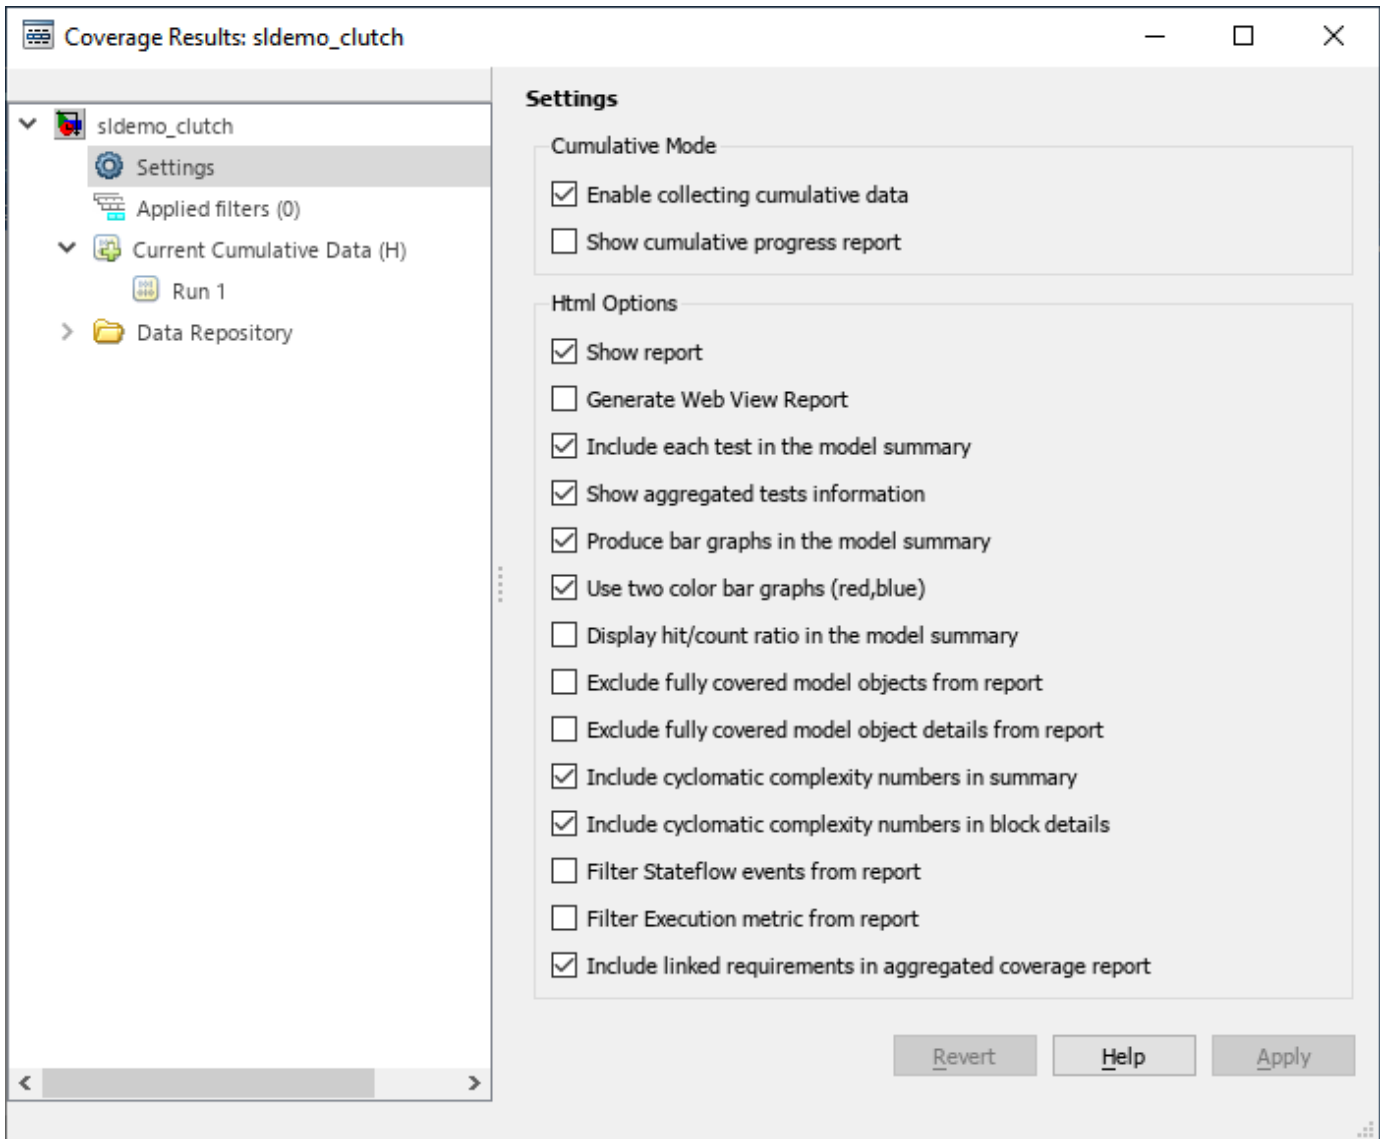 Coverage Results: sldemo_clutch
sldemo_clutch
Settings
Applied filters (0)
Current Cumulative Data (H)
Run 1
Data Repository
Settings
Cumulative Mode
Enable collecting cumulative data
Show cumulative progress report
Html Options
Show report
Generate Web View Report
Include each test in the model summary
Show aggregated tests information
Produce bar graphs in the model summary
Use two color bar graphs (red,blue)
Display hit/count ratio in the model summary
Exclude fully covered model objects from report
Exclude fully covered model object details from report
Include cyclomatic complexity numbers in summary
Include cyclomatic complexity numbers in block details
Filter Stateflow events from report
Filter Execution metric from report
Include linked requirements in aggregated coverage report
Revert Help Apply